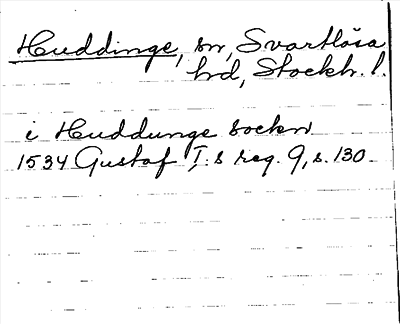 Huddinge, sn, Svartlösa
hd, Stockh. l.
i Huddunge sockn
1534 Gustaf I:s reg. 9, s. 130.